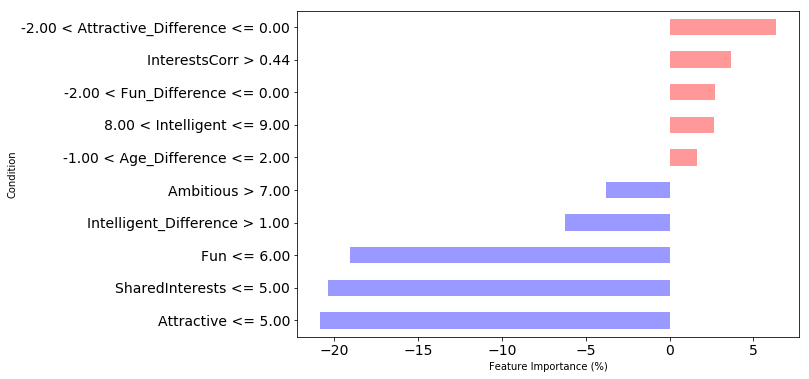 -2.00 < Attractive_Difference <= 0.00
InterestsCorr > 0.44
-2.00 < Fun_Difference <= 0.00
8.00 < Intelligent <= 9.00
-1.00 < Age_Difference <= 2.00
Ambitious > 7.00
Intelligent_Difference > 1.00
Fun <= 6.00
SharedInterests <= 5.00
Attractive <= 5.00
Condition
−20 −15 −10 −5 0 5
Feature Importance (%)